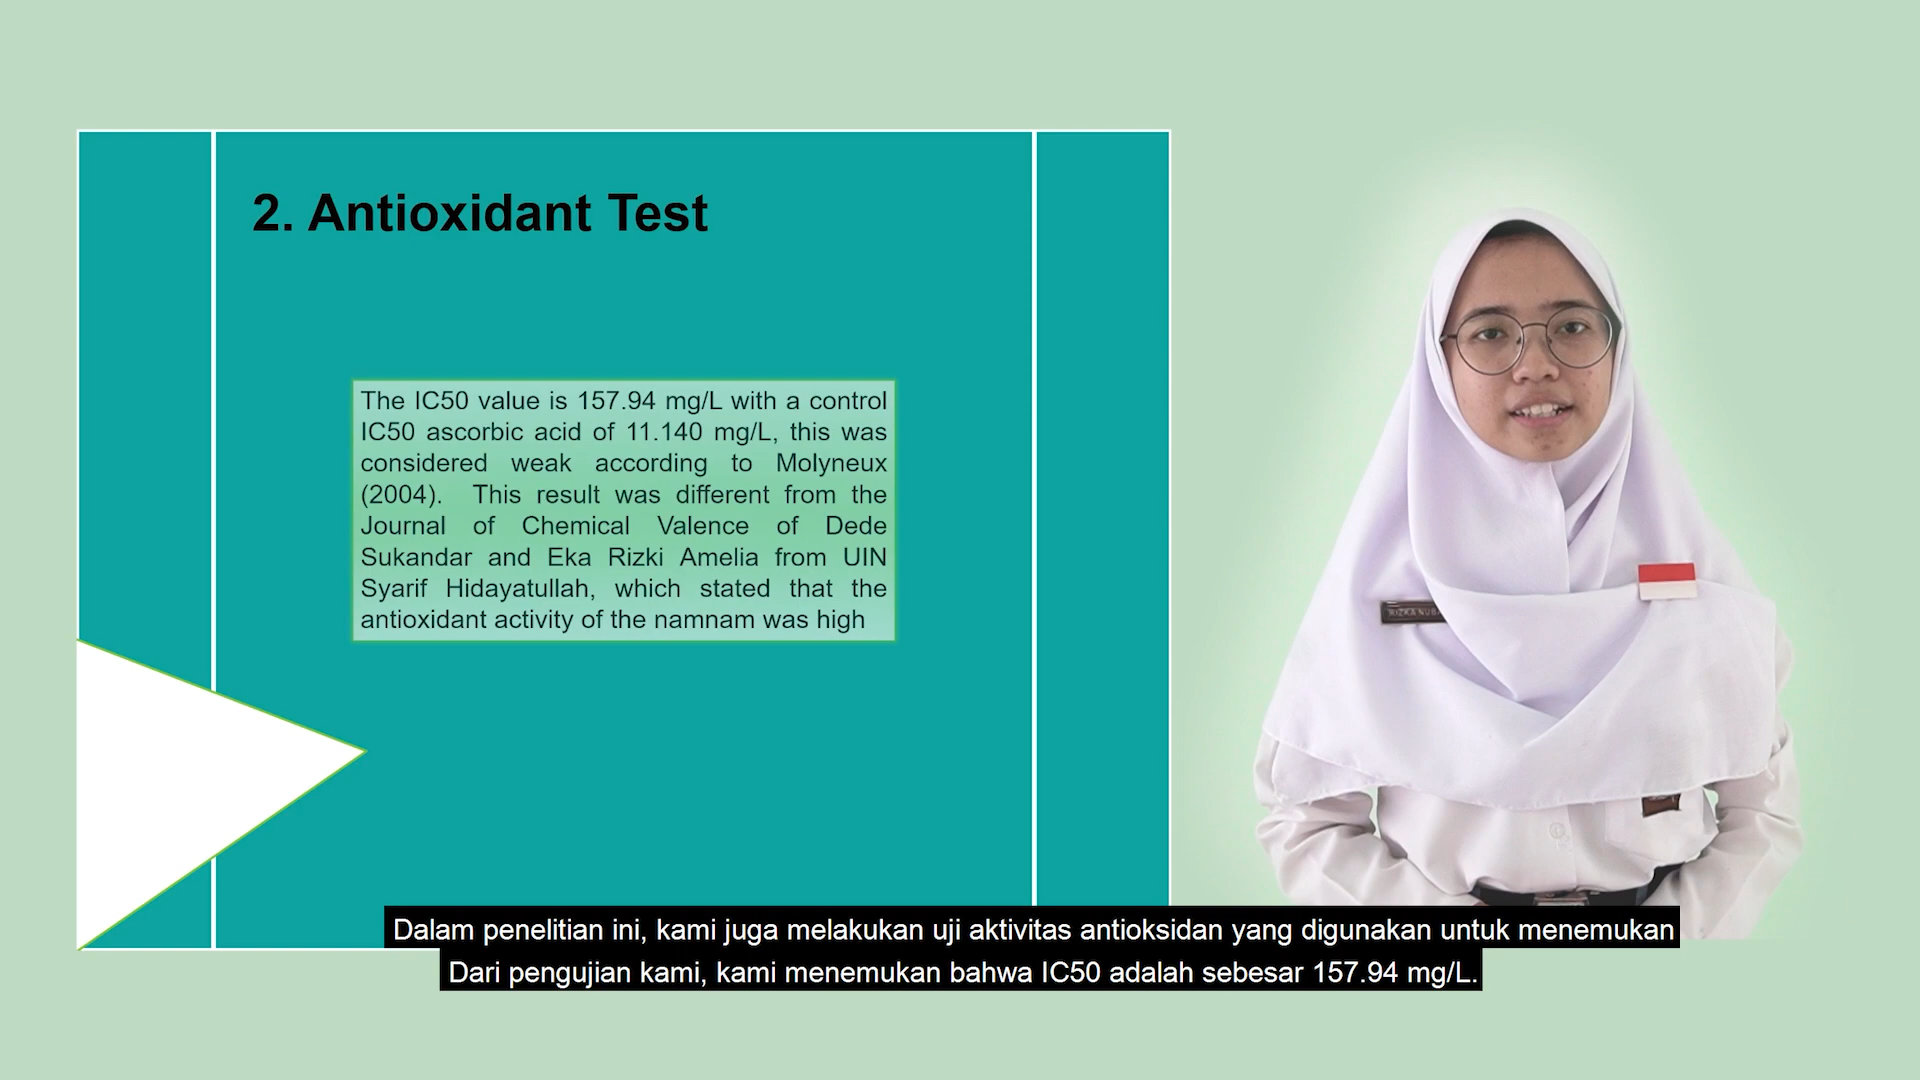 2. Antioxidant Test
The IC50 value is 157.94 mg/L with a control
IC50 ascorbic acid of 11.140 mg/L, this was
considered weak according to Molyneux
(2004). This result was different from the
Journal of Chemical Valence of Dede
Sukandar and Eka Rizki Amelia from UIN
Syarif Hidayatullah, which stated that the
antioxidant activity of the namnam was high
RIZKA
Dalam penelitian ini, kami juga melakukan uji aktivitas antioksidan yang digunakan untuk menemukan
Dari pengujian kami, kami menemukan bahwa IC50 adalah sebesar 157.94 mg/L.